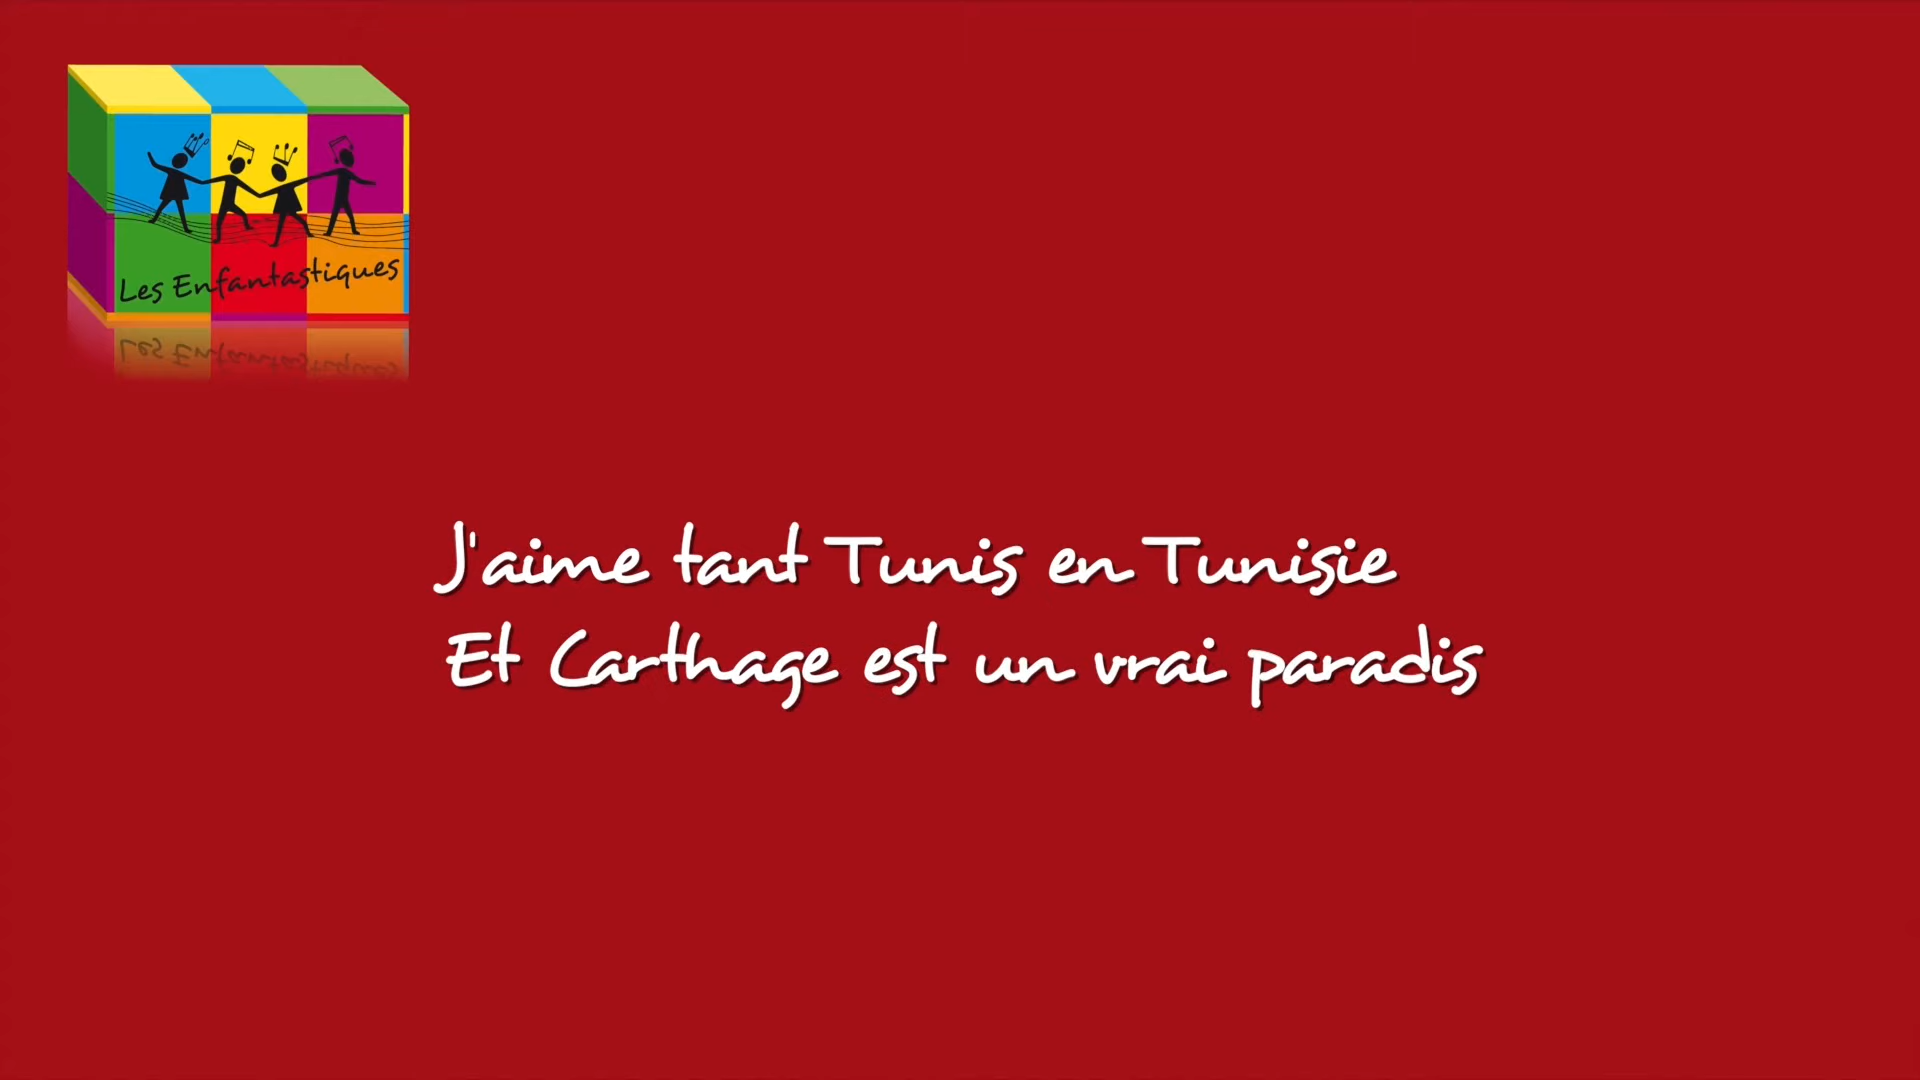 Les Enfantastiques
J'aime tant Tunis en Tunisie
Et Carthage est un vrai paradis